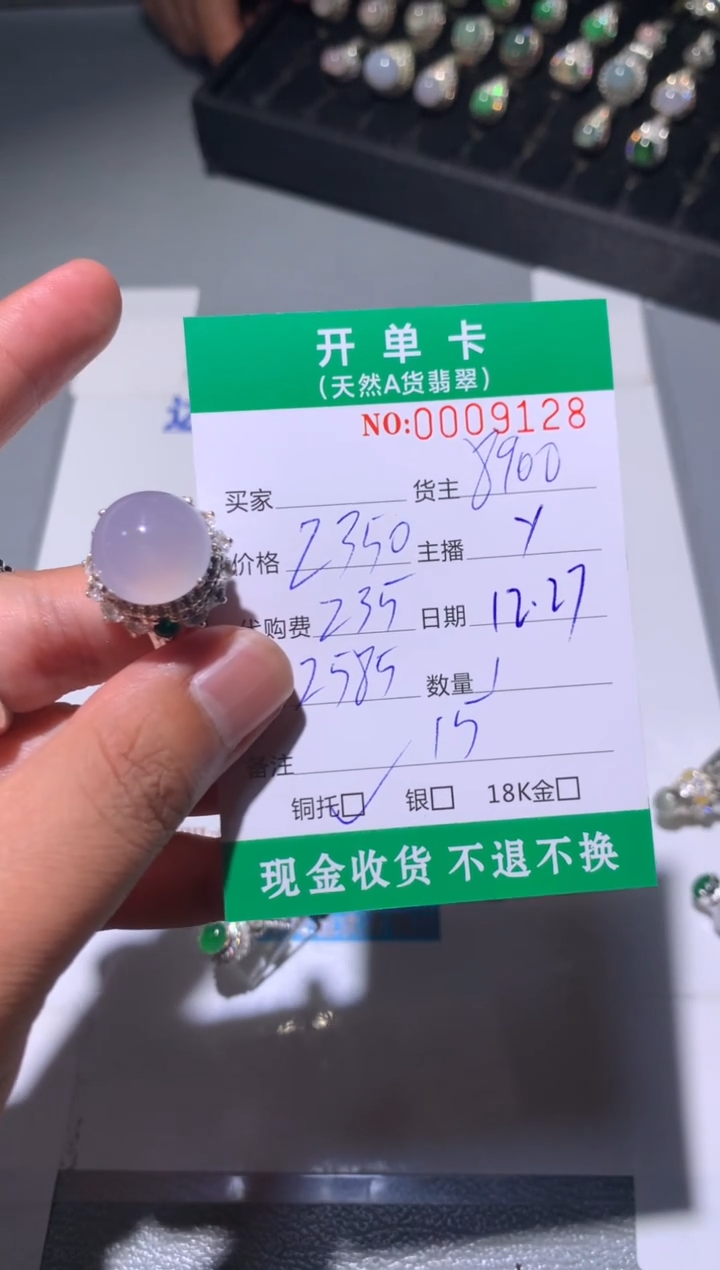 开单卡
(天然A货翡翠)
NO:0009128
买家 货主 8900
价格 2350 主播 Y
代购费 235 日期 12.27
2585 数量 1
备注 15
铜托☑ 银□ 18K金□
现金收货 不退不换